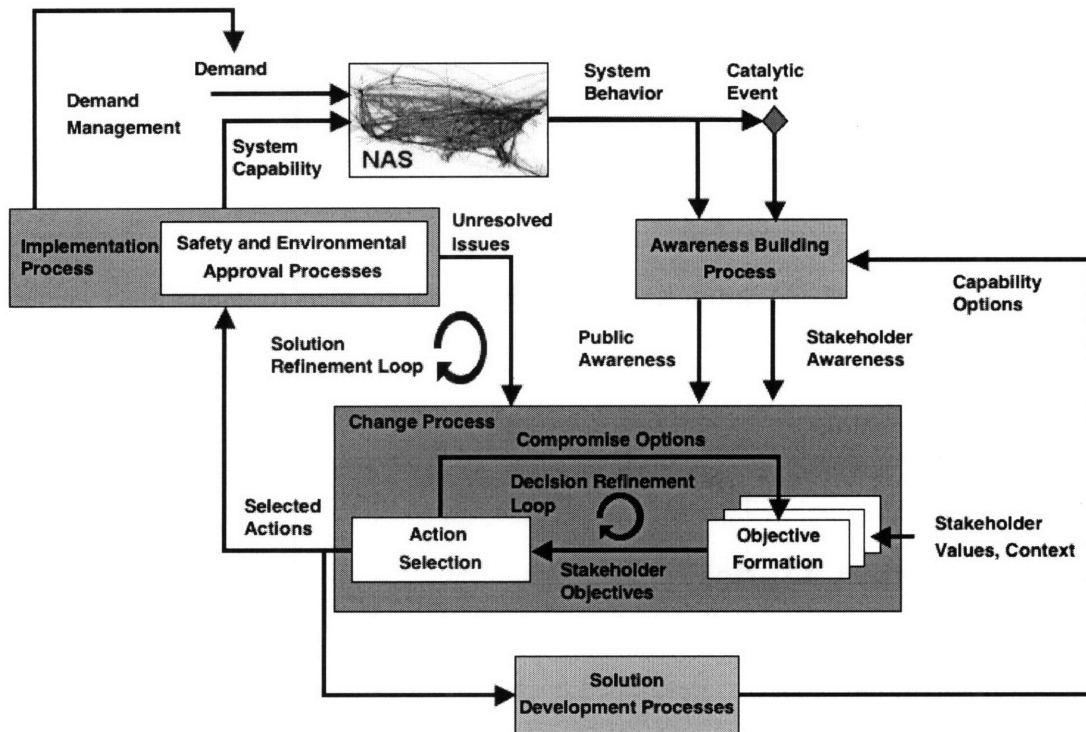 Demand
Demand
Management
System
Capability
NAS
System
Behavior
Catalytic
Event
Implementation
Process
Safety and Environmental
Approval Processes
Unresolved
Issues
Awareness Building
Process
Capability
Options
Solution
Refinement Loop
Public
Awareness
Stakeholder
Awareness
Change Process
Compromise Options
Decision Refinement
Loop
Selected
Actions
Action
Selection
Stakeholder
Objectives
Objective
Formation
Stakeholder
Values, Context
Solution
Development Processes